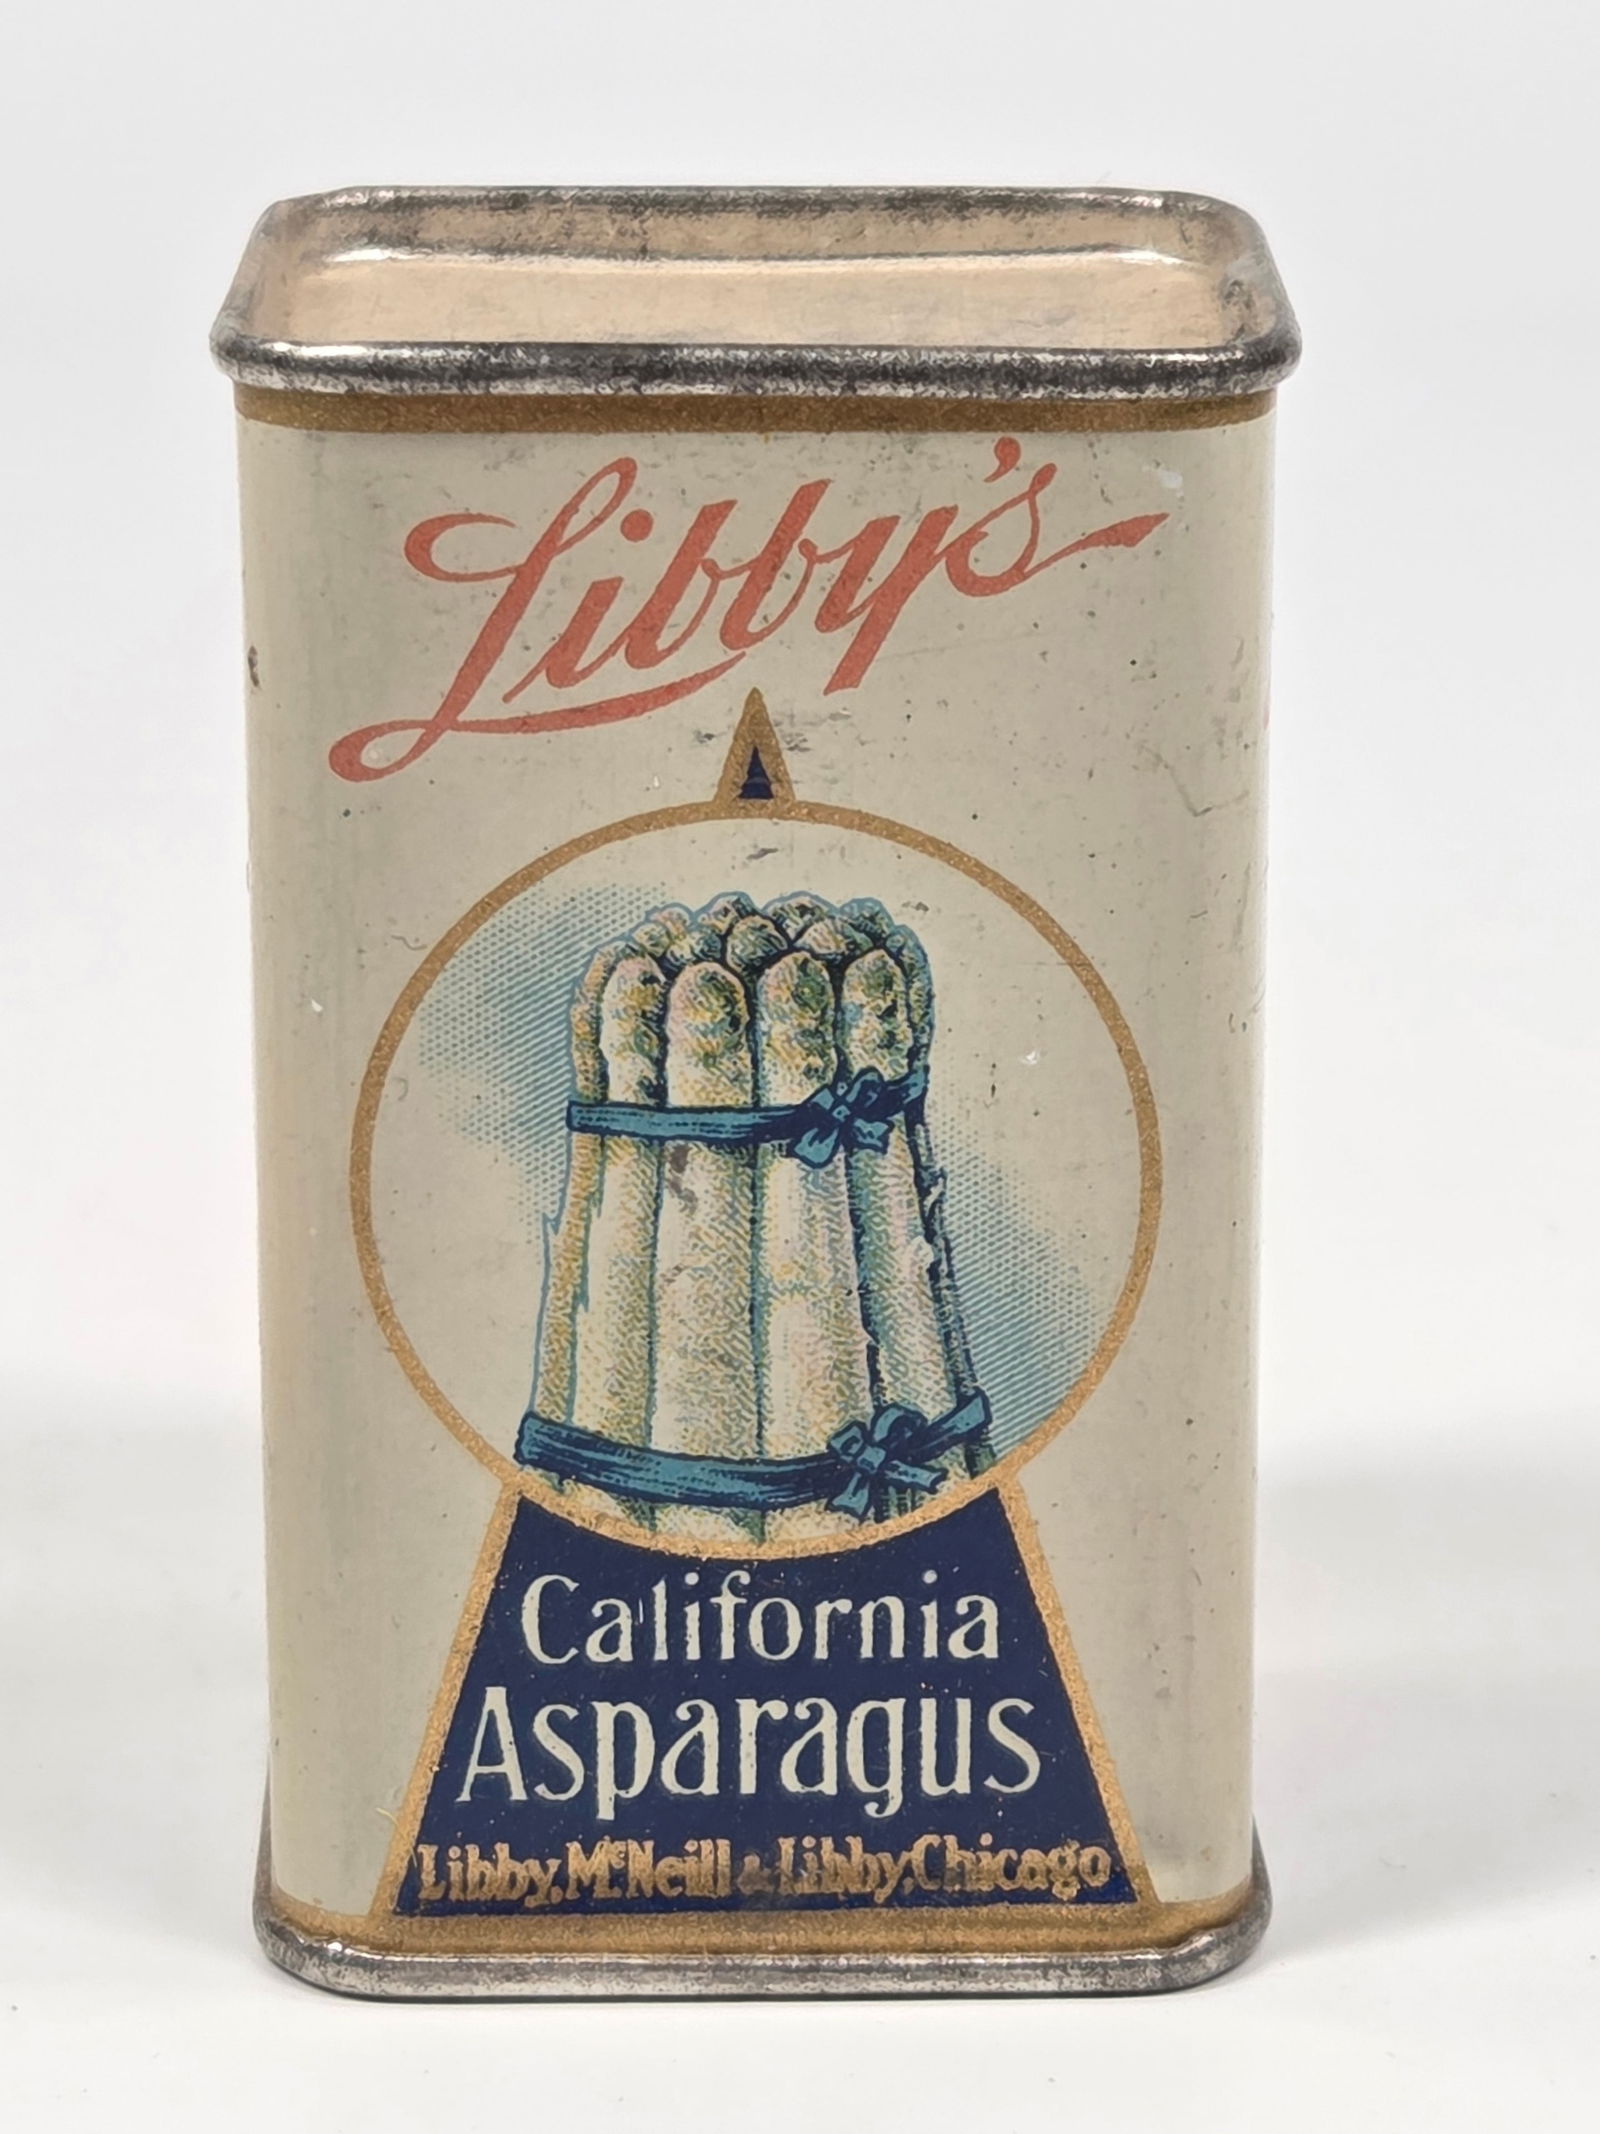 Libby's
California
Asparagus
Libby, McNeill & Libby, Chicago